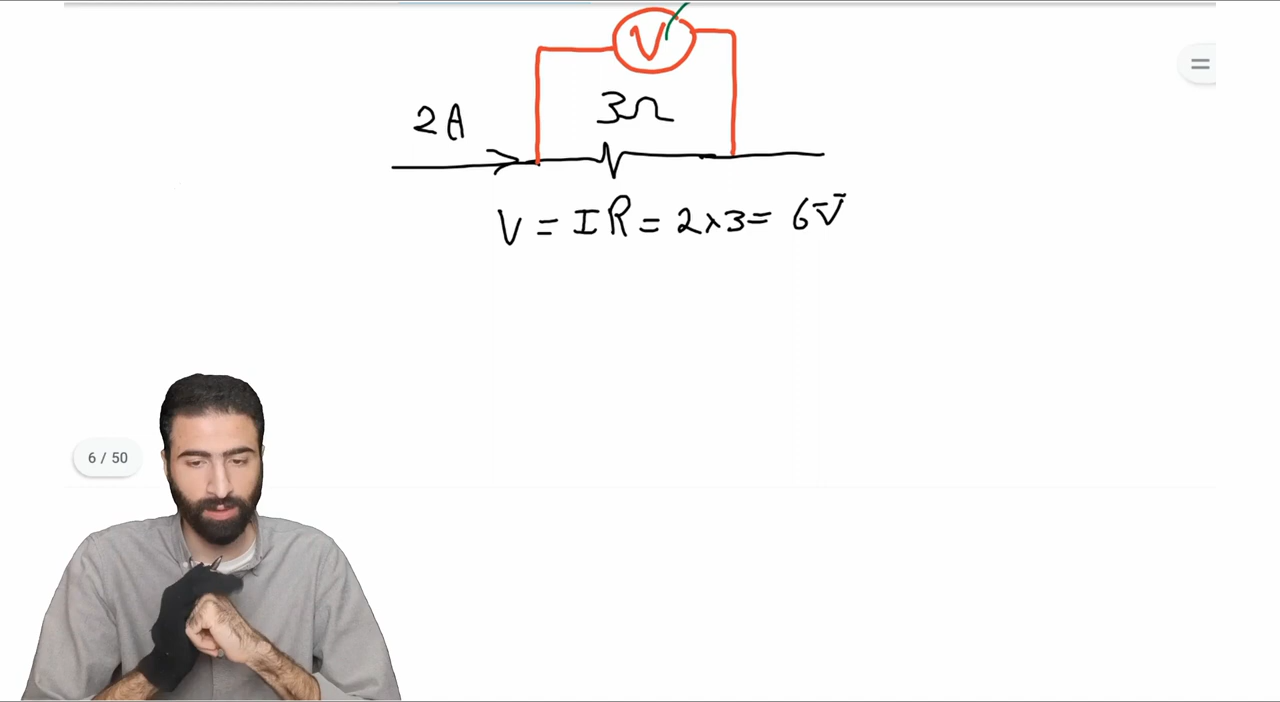 V
3Ω
2A
V = IR = 2×3 = 6V
6 / 50